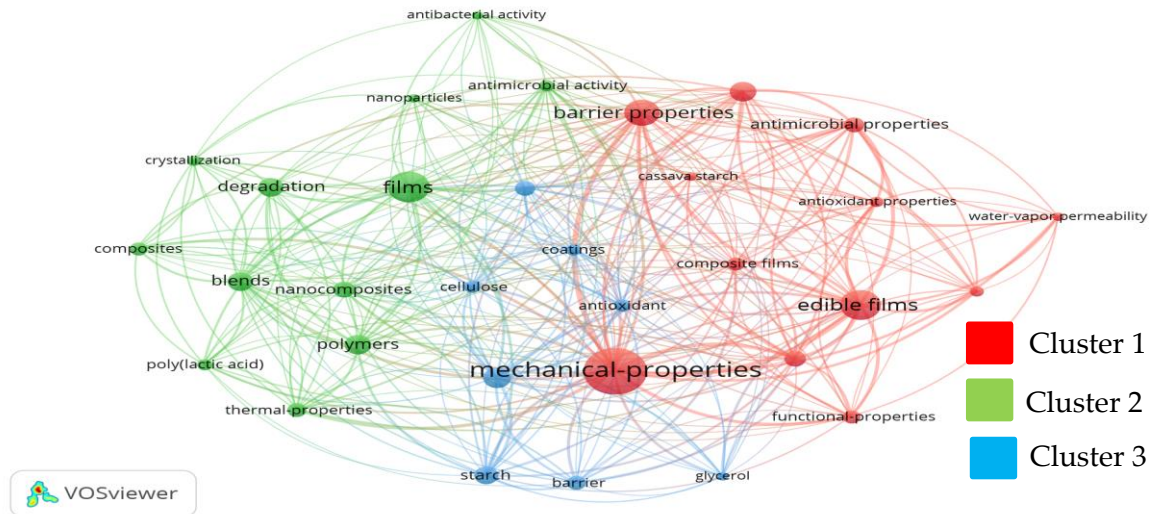 antibacterial activity
antimicrobial activity
nanoparticles
barrier properties
antimicrobial properties
crystallization
cassava starch
degradation
films
antioxidant properties
water-vapor permeability
composites
coatings
composite films
blends
nanocomposites
cellulose
antioxidant
edible films
polymers
Cluster 1
poly(lactic acid)
mechanical-properties
Cluster 2
thermal-properties
functional-properties
Cluster 3
starch
barrier
glycerol
VOSviewer